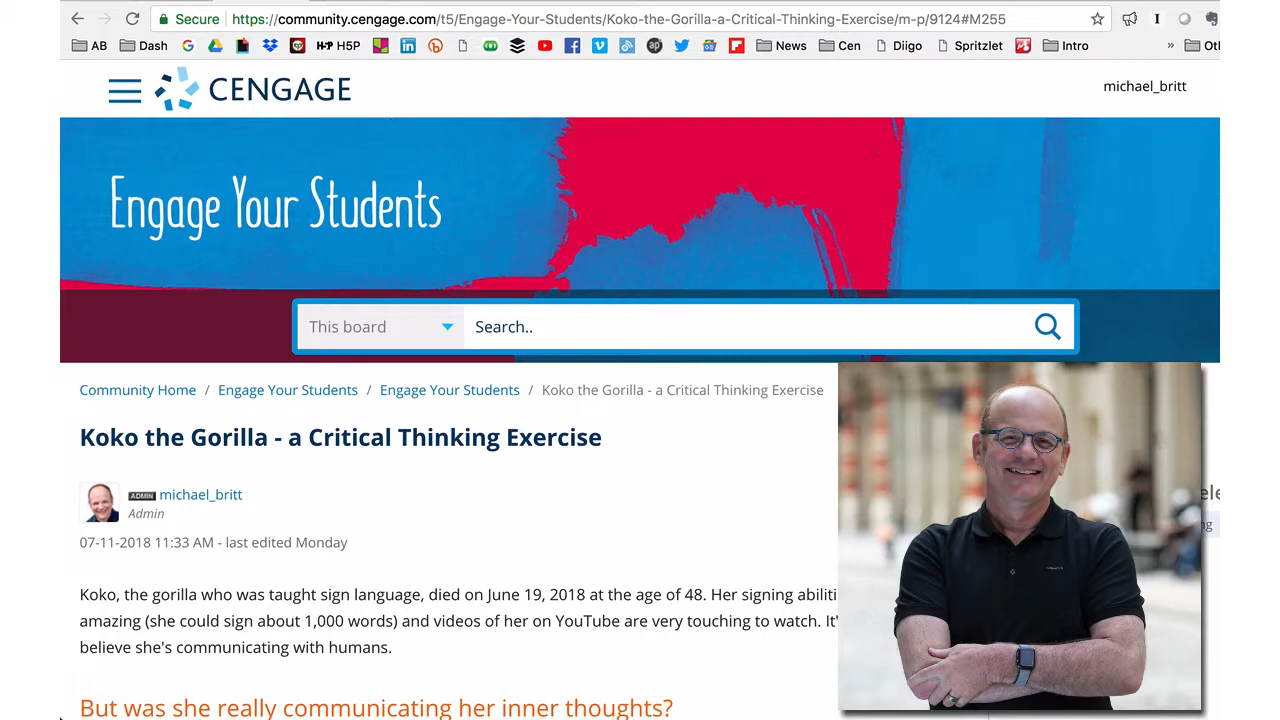 Secure https://community.cengage.com/t5/Engage-Your-Students/Koko-the-Gorilla-a-Critical-Thinking-Exercise/m-p/9124#M255
AB Dash H5P News Cen Diigo Spritzlet Intro » Otl
CENGAGE
michael_britt
Engage Your Students
This board Search..
Community Home / Engage Your Students / Engage Your Students / Koko the Gorilla - a Critical Thinking Exercise
Koko the Gorilla - a Critical Thinking Exercise
ADMIN michael_britt
Admin
07-11-2018 11:33 AM - last edited Monday
Koko, the gorilla who was taught sign language, died on June 19, 2018 at the age of 48. Her signing abiliti
amazing (she could sign about 1,000 words) and videos of her on YouTube are very touching to watch. It'
believe she's communicating with humans.
But was she really communicating her inner thoughts?